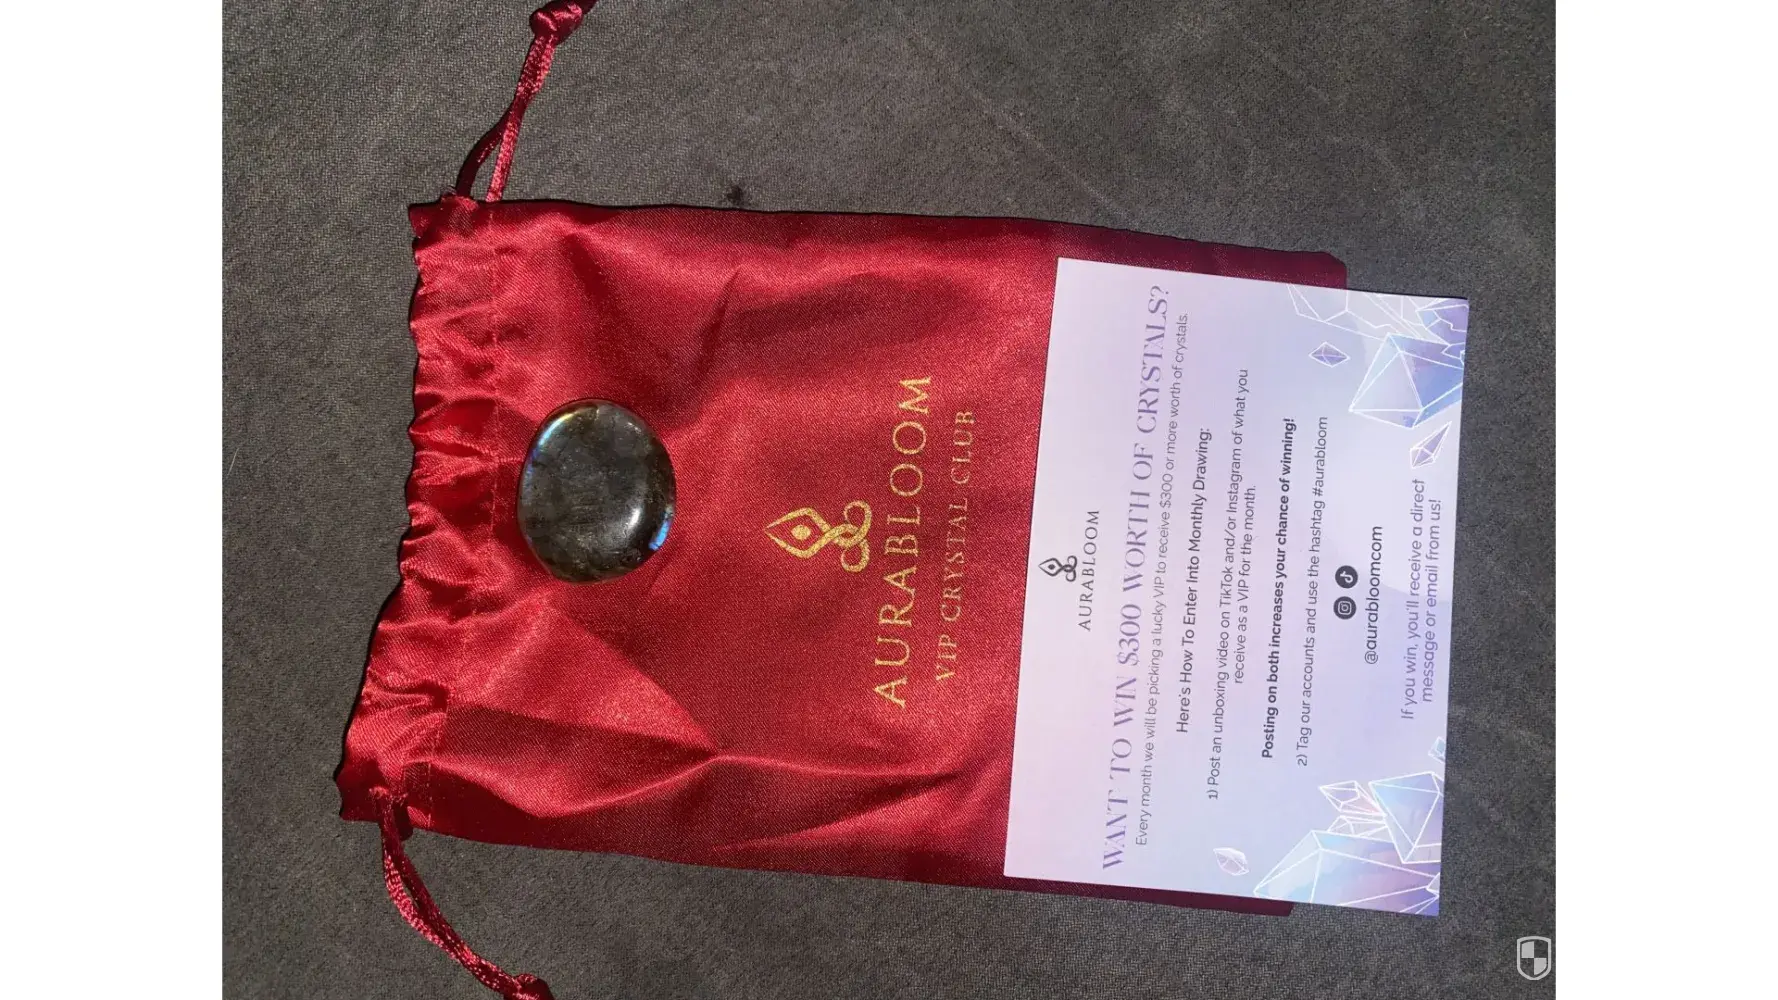 AURABLOOM
VIP CRYSTAL CLUB
AURABLOOM
WANT TO WIN $300 WORTH OF CRYSTALS?
Every month we will be picking a lucky VIP to receive $300 or more worth of crystals.
Here's How To Enter Into Monthly Drawing:
1) Post an unboxing video on TikTok and/or Instagram of what you
receive as a VIP for the month.
Posting on both increases your chance of winning!
2) Tag our accounts and use the hashtag #aurabloom
@aurabloomcom
If you win, you'll receive a direct
message or email from us!